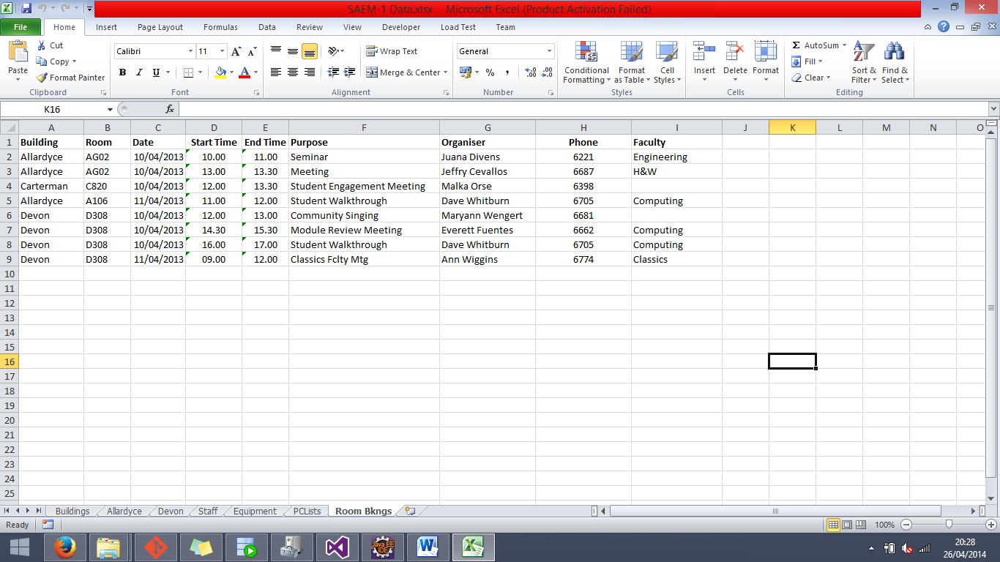 SAEM-1 Data.xlsx - Microsoft Excel (Product Activation Failed)
File Home Insert Page Layout Formulas Data Review View Developer Load Test Team
Paste Cut Copy Format Painter Clipboard
Calibri 11 B I U A A A Font
Wrap Text Merge & Center Alignment
General % , .00 .0 Number
Conditional Formatting Format as Table Cell Styles Styles
Insert Delete Format Cells
Σ AutoSum Fill Clear Sort & Filter Find & Select Editing
K16 fx
A B C D E F G H I J K L M N O
1 Building Room Date Start Time End Time Purpose Organiser Phone Faculty
2 Allardyce AG02 10/04/2013 10.00 11.00 Seminar Juana Divens 6221 Engineering
3 Allardyce AG02 10/04/2013 13.00 13.30 Meeting Jeffry Cevallos 6687 H&W
4 Carterman C820 10/04/2013 12.00 13.30 Student Engagement Meeting Malka Orse 6398
5 Allardyce A106 11/04/2013 11.00 12.00 Student Walkthrough Dave Whitburn 6705 Computing
6 Devon D308 10/04/2013 12.00 13.00 Community Singing Maryann Wengert 6681
7 Devon D308 10/04/2013 14.30 15.30 Module Review Meeting Everett Fuentes 6662 Computing
8 Devon D308 10/04/2013 16.00 17.00 Student Walkthrough Dave Whitburn 6705 Computing
9 Devon D308 11/04/2013 09.00 12.00 Classics Fclty Mtg Ann Wiggins 6774 Classics
10
11
12
13
14
15
16
17
18
19
20
21
22
23
24
25
Buildings Allardyce Devon Staff Equipment PCLists Room Bkngs
Ready 100%
Java EE IDE 20:28
26/04/2014